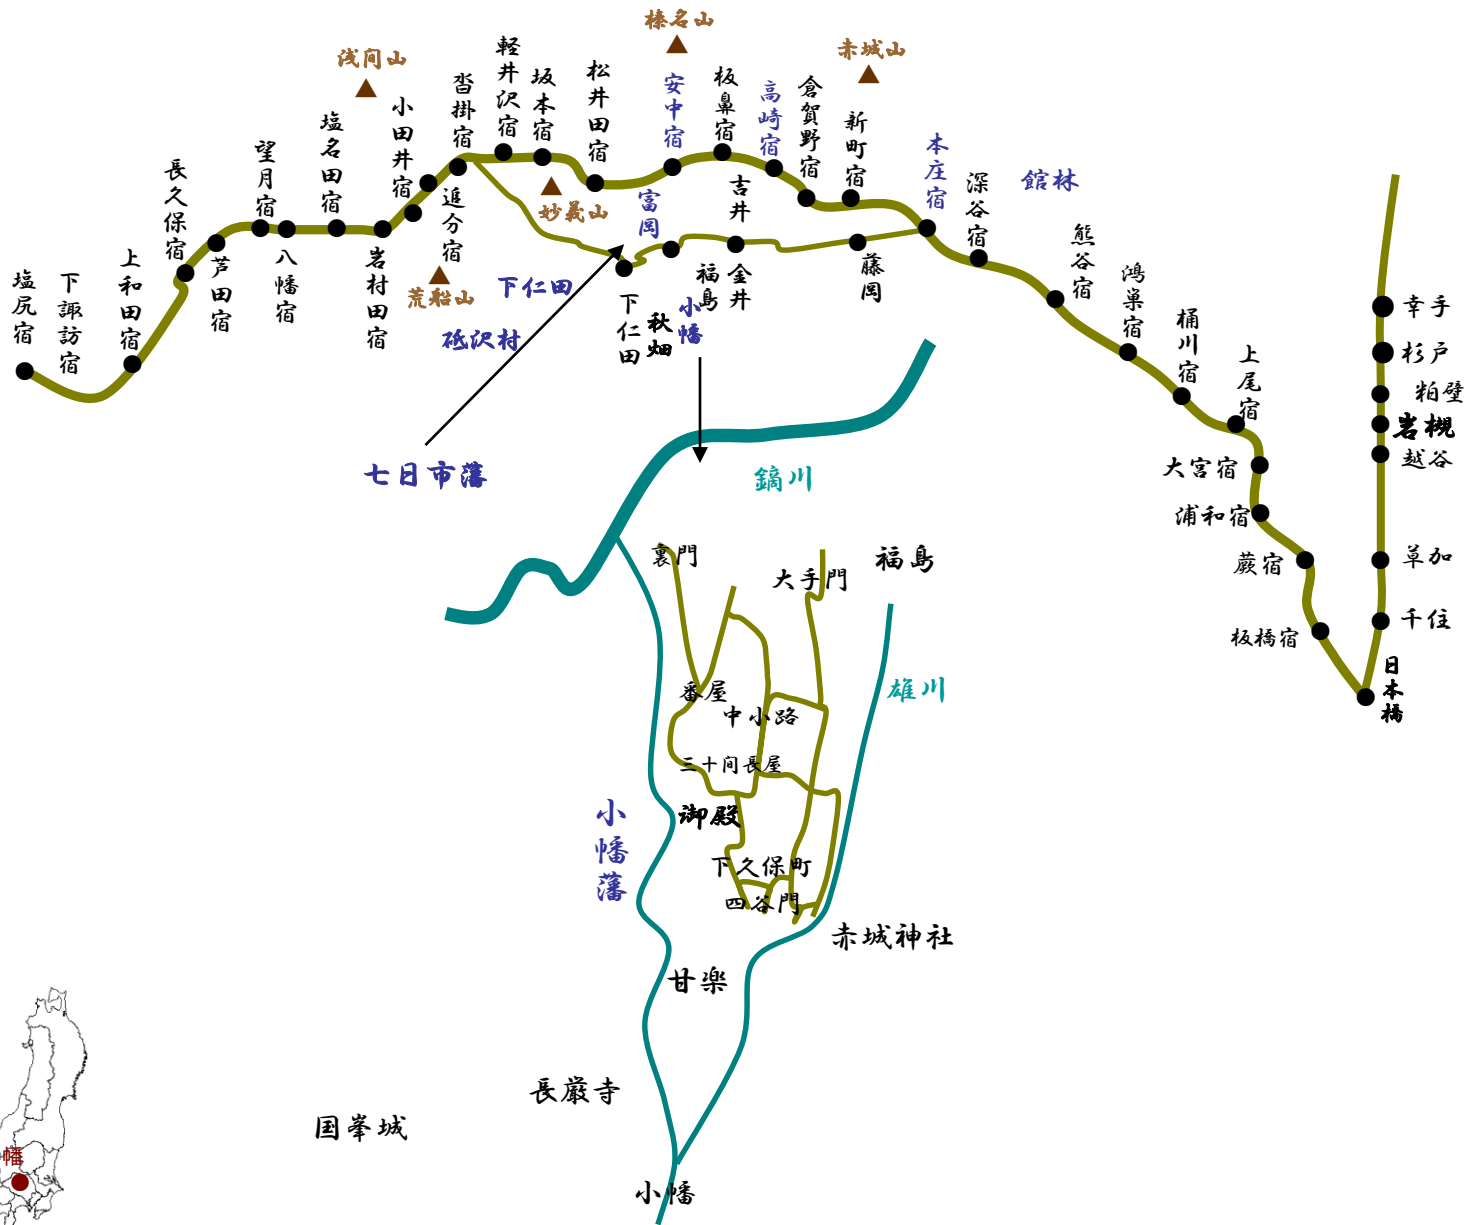 榛名山
赤城山
浅间山
軽井沢宿
坂本宿
松井田宿
安中宿
板鼻宿
高崎宿
倉賀野宿
新町宿
沓掛宿
小田井宿
塩名田宿
望月宿
長久保宿
本庄宿
深谷宿
館林
追分宿
妙義山
富岡
吉井
熊谷宿
上和田宿
芦田宿
八幡宿
岩村田宿
藤岡
鴻巣宿
塩尻宿
下諏訪宿
荒船山
下仁田
下仁田
福島
金井
小幡
秋畑
砥沢村
桶川宿
上尾宿
幸手
杉戸
粕壁
岩槻
越谷
七日市藩
鏑川
大宮宿
浦和宿
蕨宿
板橋宿
草加
千住
日本橋
裏門
大手門
福島
番屋
中小路
雄川
三十间長屋
御殿
小幡藩
下久保町
四谷門
赤城神社
甘楽
長厳寺
国峯城
幡
小幡